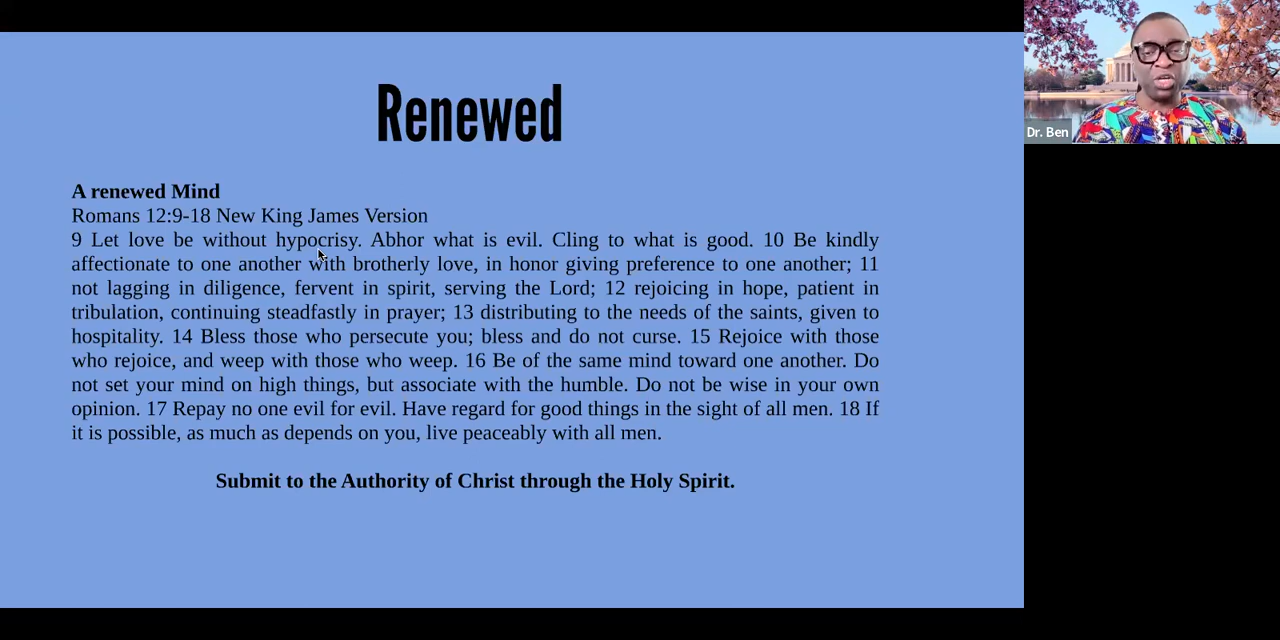 Renewed
A renewed Mind
Romans 12:9-18 New King James Version
9 Let love be without hypocrisy. Abhor what is evil. Cling to what is good. 10 Be kindly
affectionate to one another with brotherly love, in honor giving preference to one another; 11
not lagging in diligence, fervent in spirit, serving the Lord; 12 rejoicing in hope, patient in
tribulation, continuing steadfastly in prayer; 13 distributing to the needs of the saints, given to
hospitality. 14 Bless those who persecute you; bless and do not curse. 15 Rejoice with those
who rejoice, and weep with those who weep. 16 Be of the same mind toward one another. Do
not set your mind on high things, but associate with the humble. Do not be wise in your own
opinion. 17 Repay no one evil for evil. Have regard for good things in the sight of all men. 18 If
it is possible, as much as depends on you, live peaceably with all men.
Submit to the Authority of Christ through the Holy Spirit.
Dr. Ben